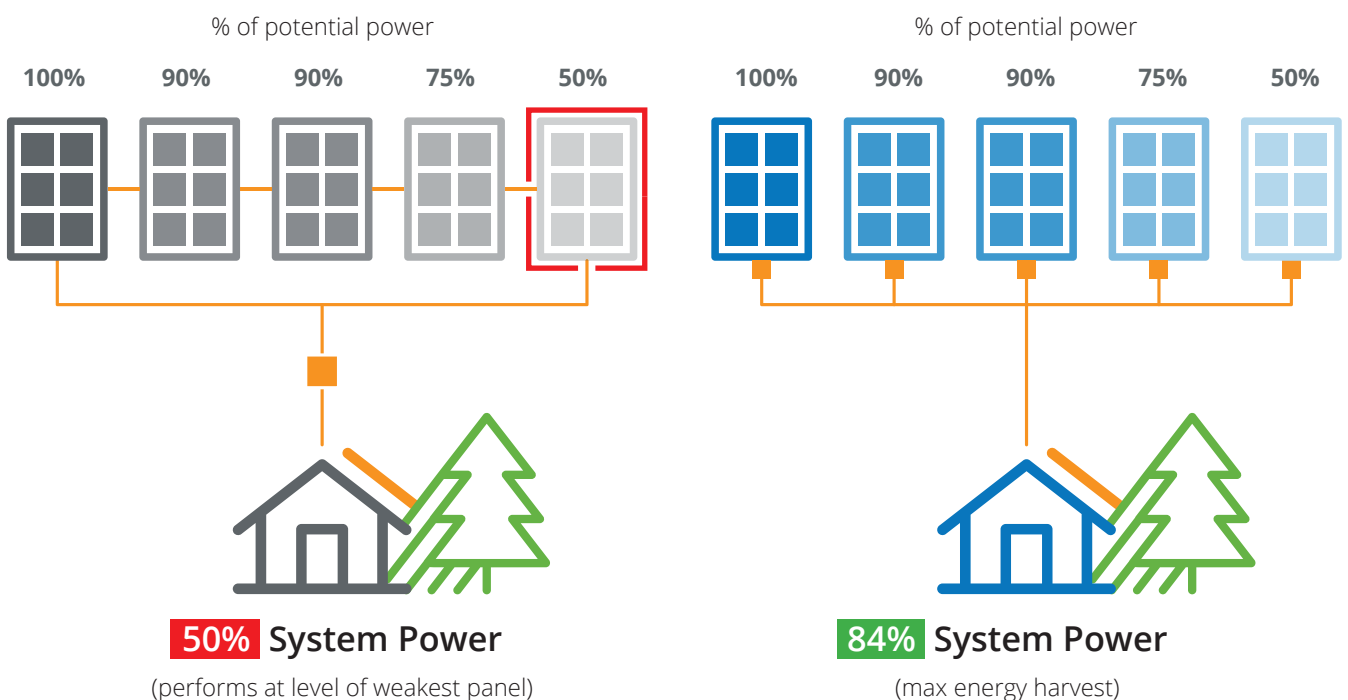 % of potential power
100% 90% 90% 75% 50%
50% System Power
(performs at level of weakest panel)
% of potential power
100% 90% 90% 75% 50%
84% System Power
(max energy harvest)